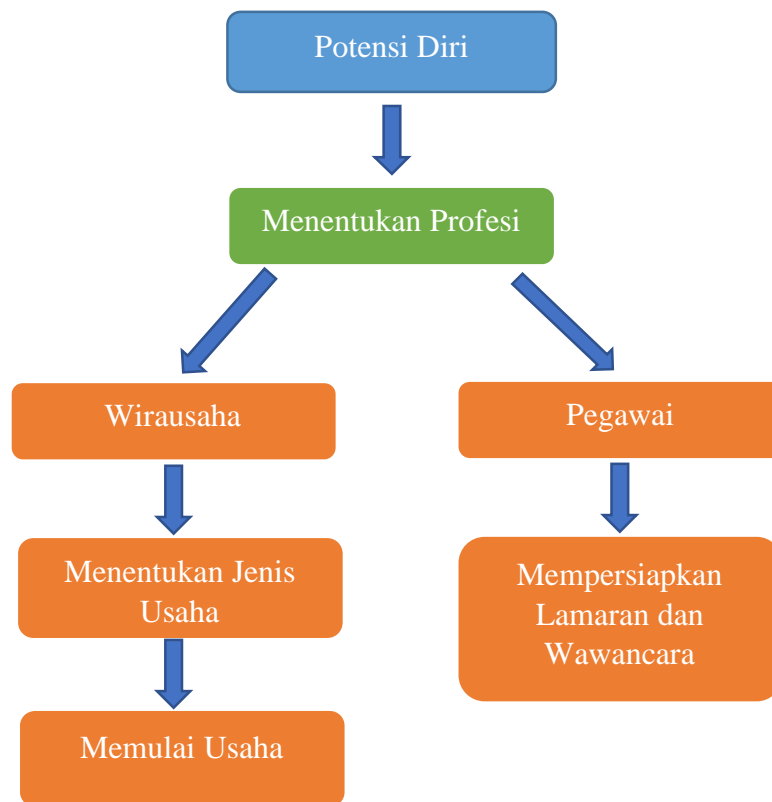 Potensi Diri
Menentukan Profesi
Wirausaha
Pegawai
Menentukan Jenis
Usaha
Mempersiapkan
Lamaran dan
Wawancara
Memulai Usaha